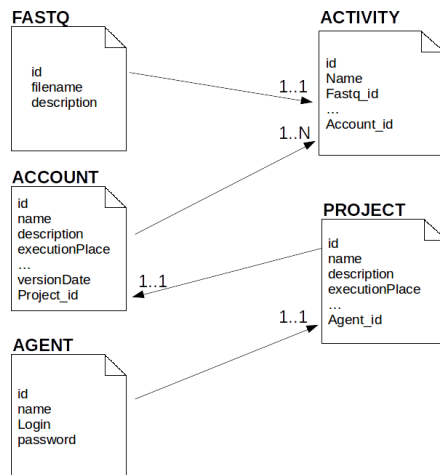 FASTQ
id
filename
description
ACTIVITY
id
Name
Fastq_id
...
Account_id
1..1
1..N
ACCOUNT
id
name
description
executionPlace
...
versionDate
Project_id
1..1
PROJECT
id
name
description
executionPlace
...
Agent_id
1..1
AGENT
id
name
Login
password